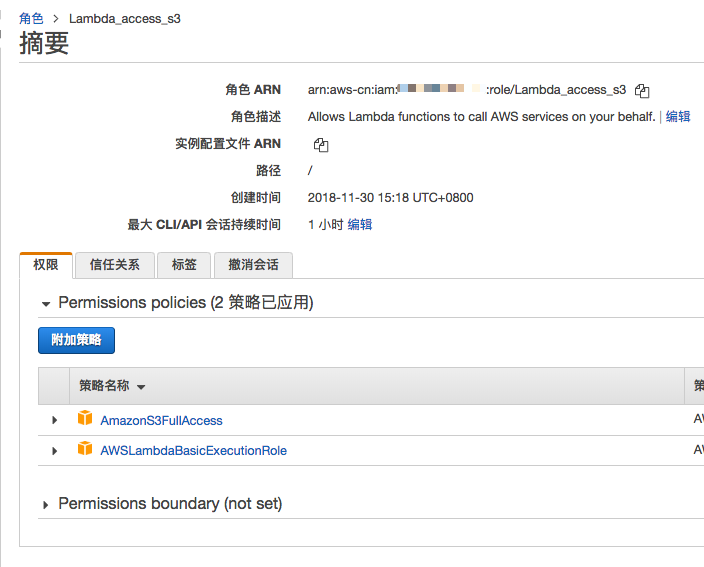 角色 > Lambda_access_s3
摘要
角色 ARN arn:aws-cn:iam: :role/Lambda_access_s3
角色描述 Allows Lambda functions to call AWS services on your behalf. | 编辑
实例配置文件 ARN
路径 /
创建时间 2018-11-30 15:18 UTC+0800
最大 CLI/API 会话持续时间 1 小时 编辑
权限 信任关系 标签 撤消会话
Permissions policies (2 策略已应用)
附加策略
策略名称
AmazonS3FullAccess
AWSLambdaBasicExecutionRole
Permissions boundary (not set)